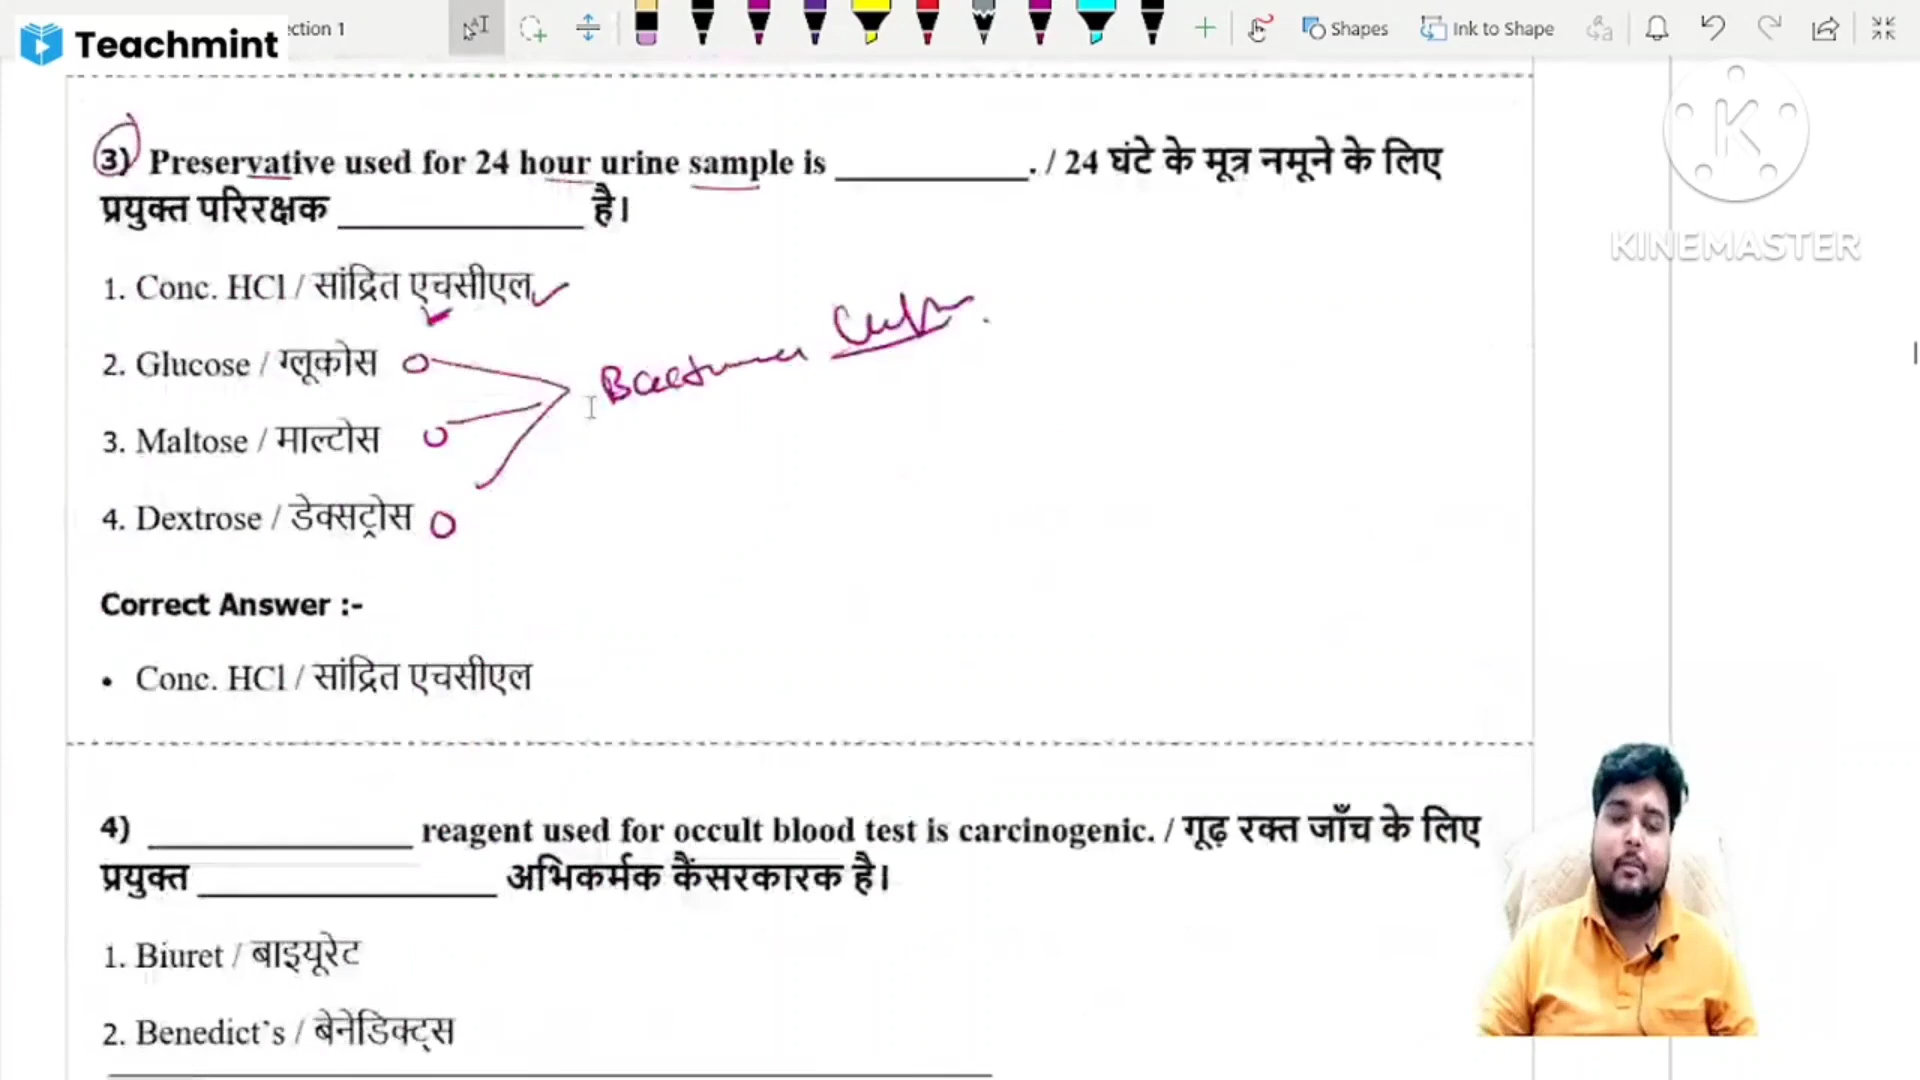 Teachmint
ction 1
Shapes
Ink to Shape
KINEMASTER
3) Preservative used for 24 hour urine sample is ___________. / 24 घंटे के मूत्र नमूने के लिए
प्रयुक्त परिरक्षक ______________ है।
1. Conc. HCl / सांद्रित एचसीएल
2. Glucose / ग्लूकोस
3. Maltose / माल्टोस
4. Dextrose / डेक्सट्रोस
Correct Answer :-
• Conc. HCl / सांद्रित एचसीएल
4) _______________ reagent used for occult blood test is carcinogenic. / गूढ़ रक्त जाँच के लिए
प्रयुक्त _________________ अभिकर्मक कैंसरकारक है।
1. Biuret / बाइयूरेट
2. Benedict's / बेनेडिक्ट्स